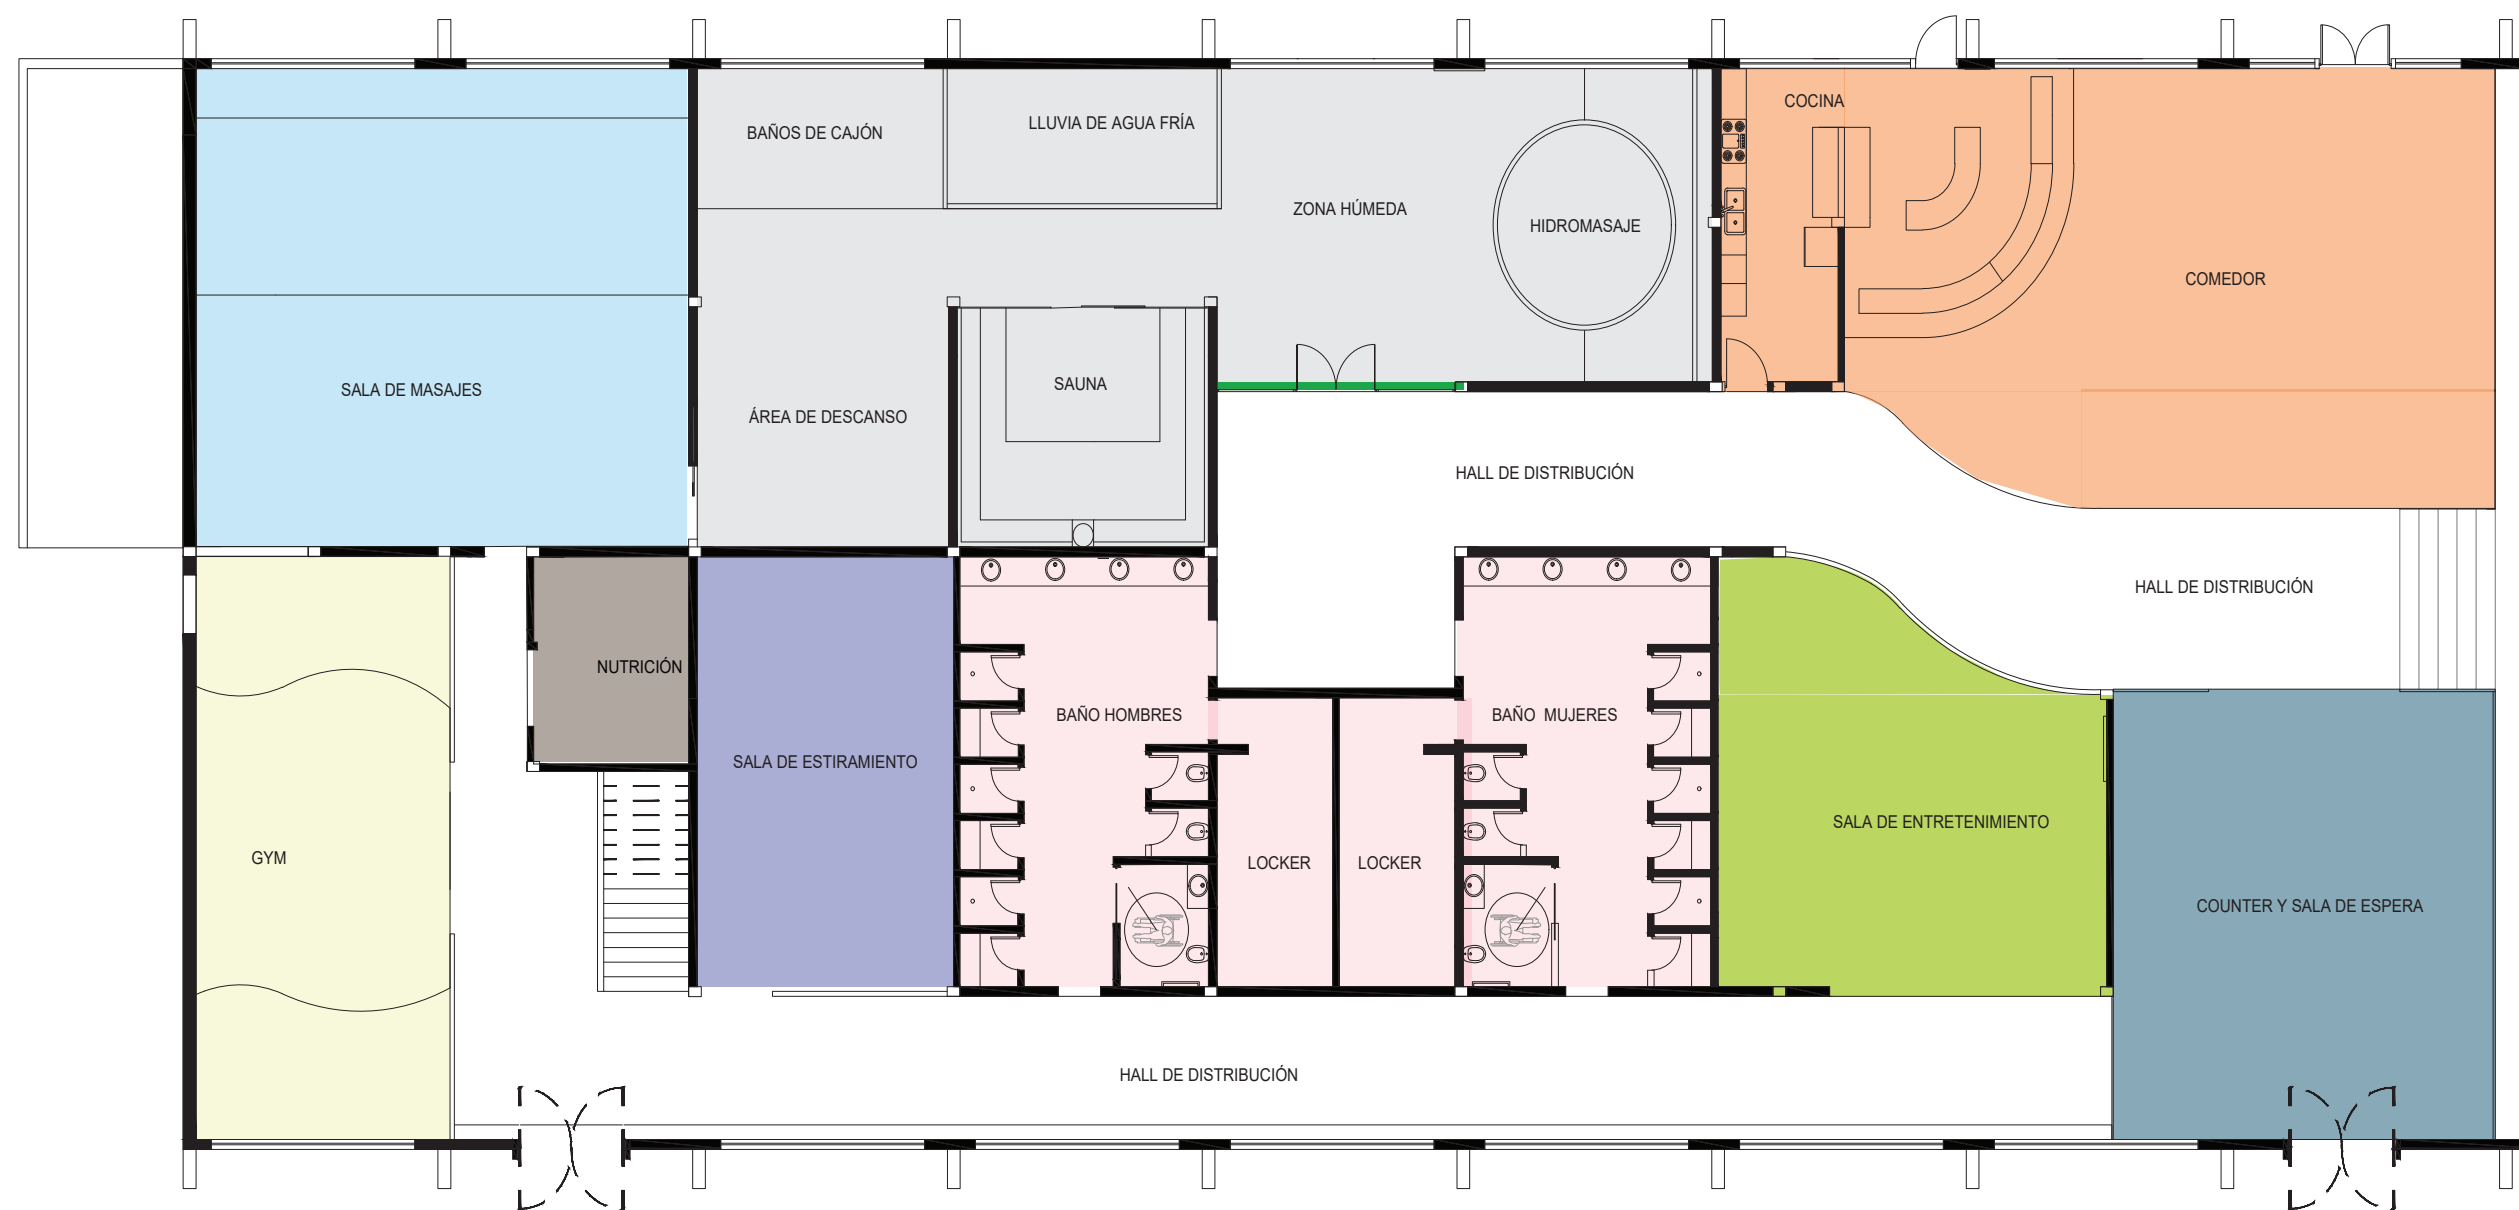 COCINA
BAÑOS DE CAJÓN
LLUVIA DE AGUA FRÍA
ZONA HÚMEDA
HIDROMASAJE
COMEDOR
SALA DE MASAJES
SAUNA
ÁREA DE DESCANSO
HALL DE DISTRIBUCIÓN
HALL DE DISTRIBUCIÓN
NUTRICIÓN
BAÑO HOMBRES
BAÑO MUJERES
SALA DE ESTIRAMIENTO
SALA DE ENTRETENIMIENTO
GYM
LOCKER
LOCKER
COUNTER Y SALA DE ESPERA
HALL DE DISTRIBUCIÓN